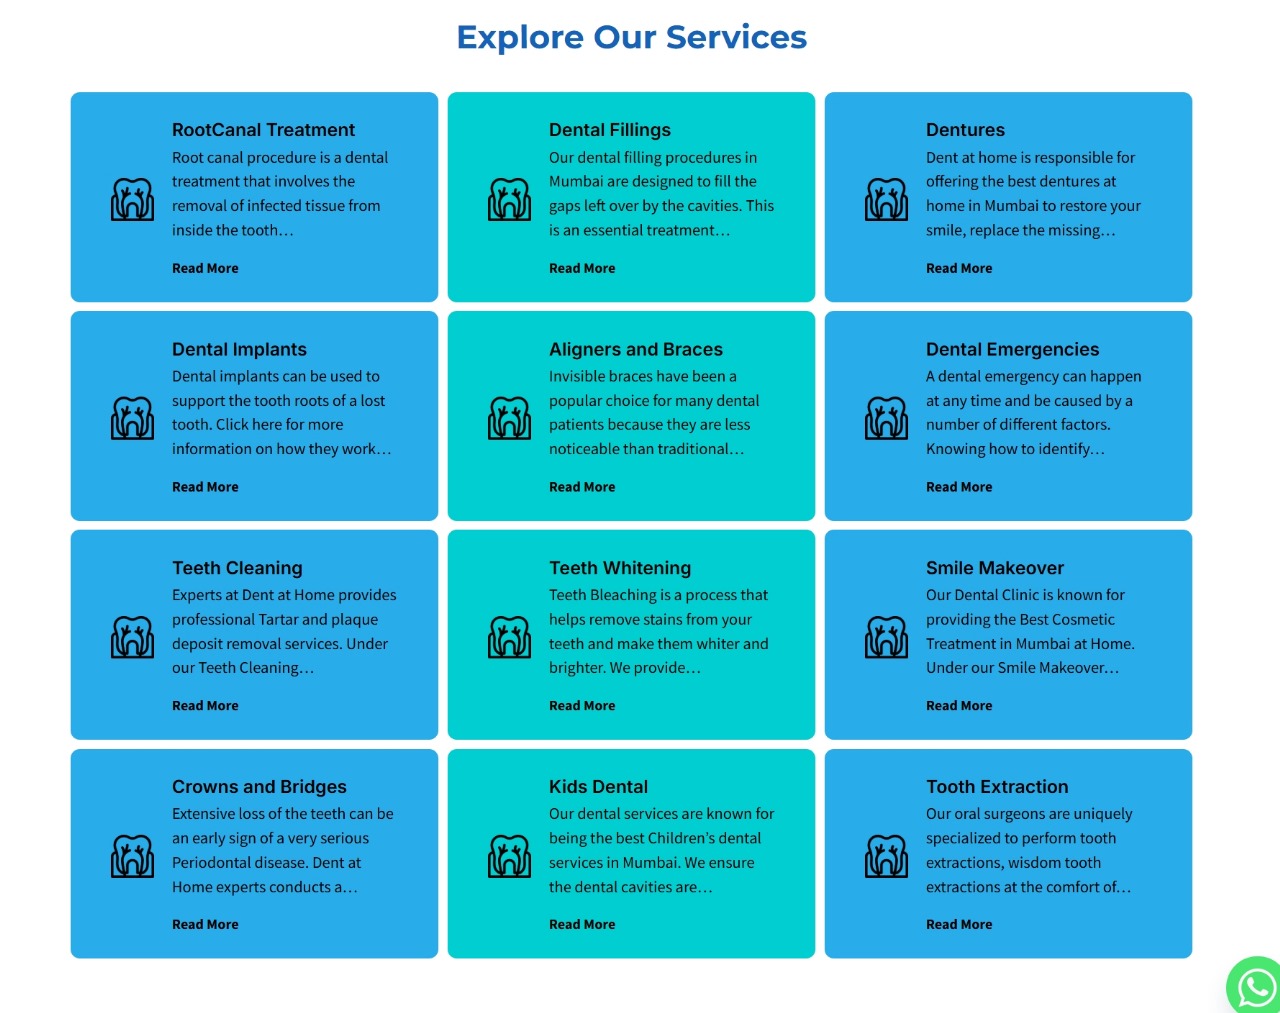 Explore Our Services
RootCanal Treatment
Root canal procedure is a dental
treatment that involves the
removal of infected tissue from
inside the tooth…
Read More
Dental Fillings
Our dental filling procedures in
Mumbai are designed to fill the
gaps left over by the cavities. This
is an essential treatment…
Read More
Dentures
Dent at home is responsible for
offering the best dentures at
home in Mumbai to restore your
smile, replace the missing…
Read More
Dental Implants
Dental implants can be used to
support the tooth roots of a lost
tooth. Click here for more
information on how they work…
Read More
Aligners and Braces
Invisible braces have been a
popular choice for many dental
patients because they are less
noticeable than traditional…
Read More
Dental Emergencies
A dental emergency can happen
at any time and be caused by a
number of different factors.
Knowing how to identify…
Read More
Teeth Cleaning
Experts at Dent at Home provides
professional Tartar and plaque
deposit removal services. Under
our Teeth Cleaning…
Read More
Teeth Whitening
Teeth Bleaching is a process that
helps remove stains from your
teeth and make them whiter and
brighter. We provide…
Read More
Smile Makeover
Our Dental Clinic is known for
providing the Best Cosmetic
Treatment in Mumbai at Home.
Under our Smile Makeover…
Read More
Crowns and Bridges
Extensive loss of the teeth can be
an early sign of a very serious
Periodontal disease. Dent at
Home experts conducts a…
Read More
Kids Dental
Our dental services are known for
being the best Children’s dental
services in Mumbai. We ensure
the dental cavities are…
Read More
Tooth Extraction
Our oral surgeons are uniquely
specialized to perform tooth
extractions, wisdom tooth
extractions at the comfort of…
Read More